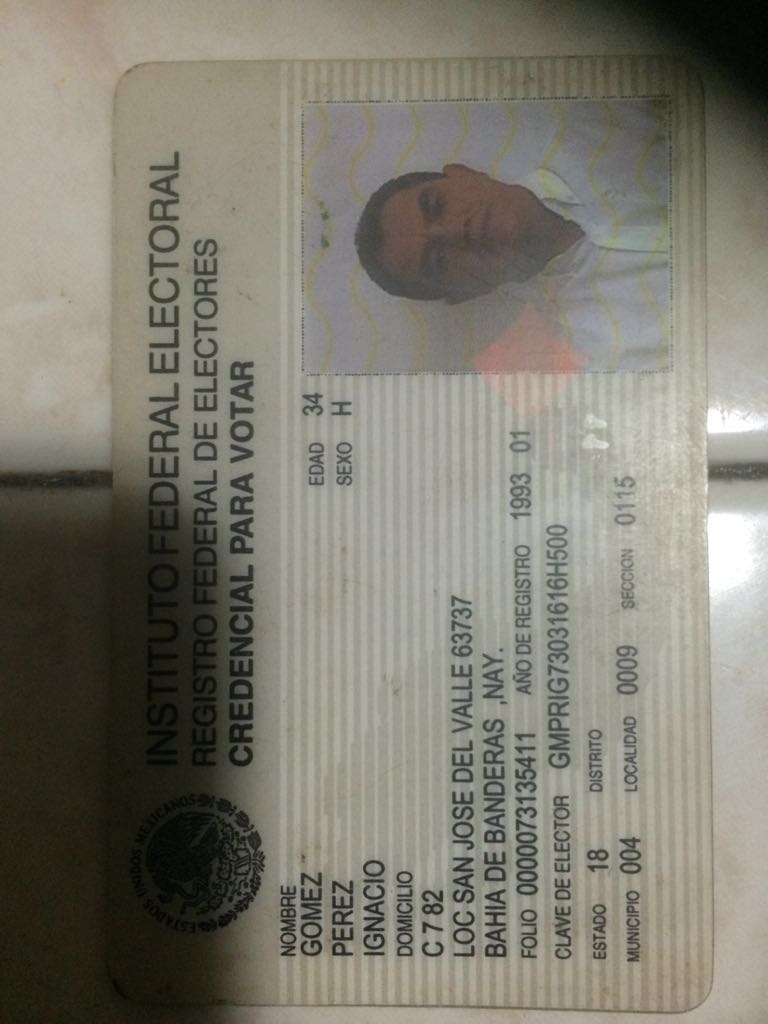 INSTITUTO FEDERAL ELECTORAL
REGISTRO FEDERAL DE ELECTORES
CREDENCIAL PARA VOTAR
ESTADOS UNIDOS MEXICANOS
NOMBRE
GOMEZ
PEREZ
IGNACIO
EDAD 34
SEXO H
DOMICILIO
C 7 82
LOC SAN JOSE DEL VALLE 63737
BAHIA DE BANDERAS ,NAY.
FOLIO 0000073135411 AÑO DE REGISTRO 1993 01
CLAVE DE ELECTOR GMPRIG73031616H500
ESTADO 18 DISTRITO
MUNICIPIO 004 LOCALIDAD 0009 SECCION 0115